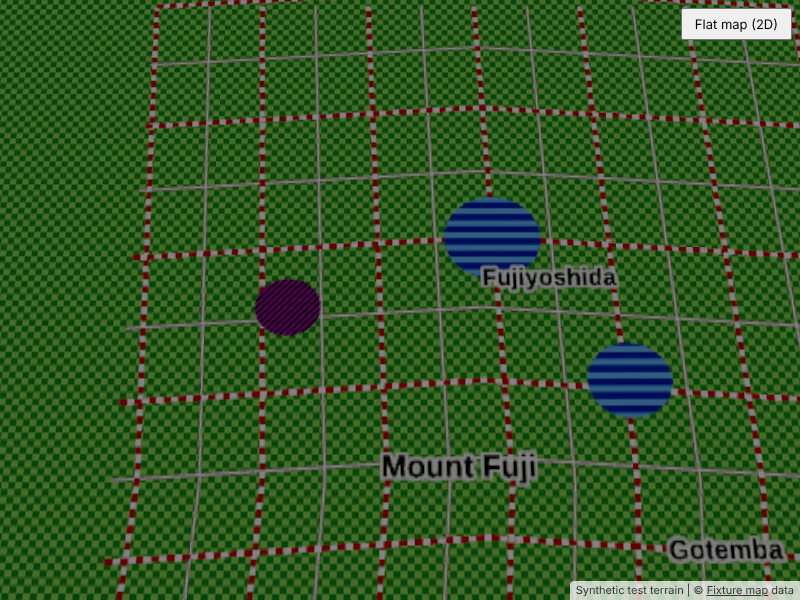 Flat map (2D)
Fujiyoshida
Mount Fuji
Gotemba
Synthetic test terrain | © Fixture map data